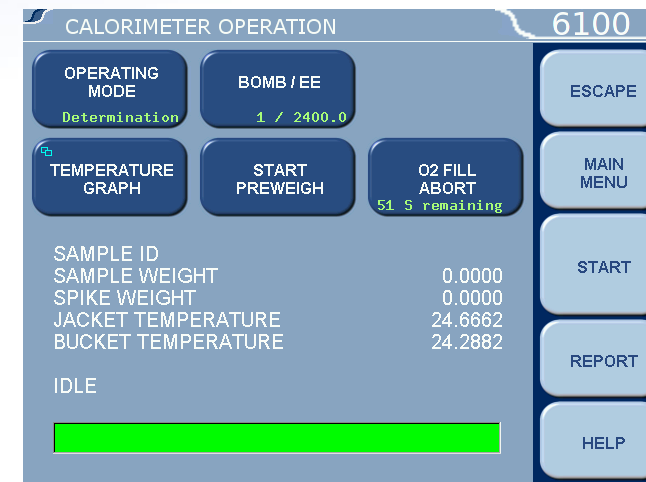 CALORIMETER OPERATION
6100
OPERATING
MODE
Determination
BOMB / EE
1 / 2400.0
TEMPERATURE
GRAPH
START
PREWEIGH
O2 FILL
ABORT
51 S remaining
SAMPLE ID
SAMPLE WEIGHT 0.0000
SPIKE WEIGHT 0.0000
JACKET TEMPERATURE 24.6662
BUCKET TEMPERATURE 24.2882
IDLE
ESCAPE
MAIN
MENU
START
REPORT
HELP